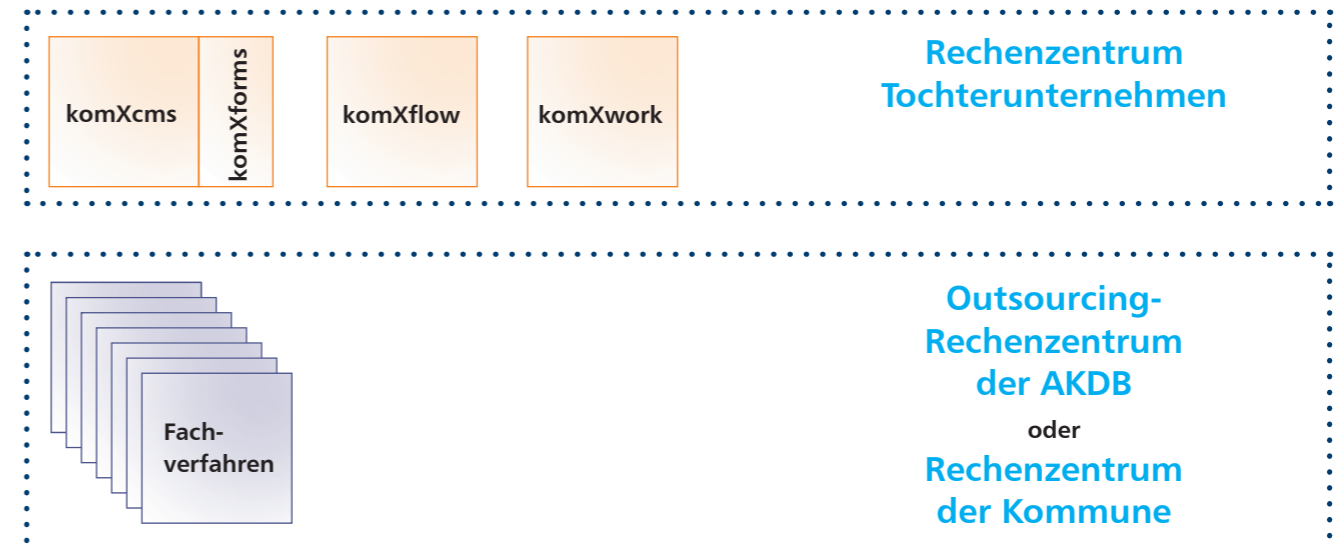 komXcms
komXforms
komXflow
komXwork
Rechenzentrum
Tochterunternehmen
Fach-
verfahren
Outsourcing-
Rechenzentrum
der AKDB
oder
Rechenzentrum
der Kommune